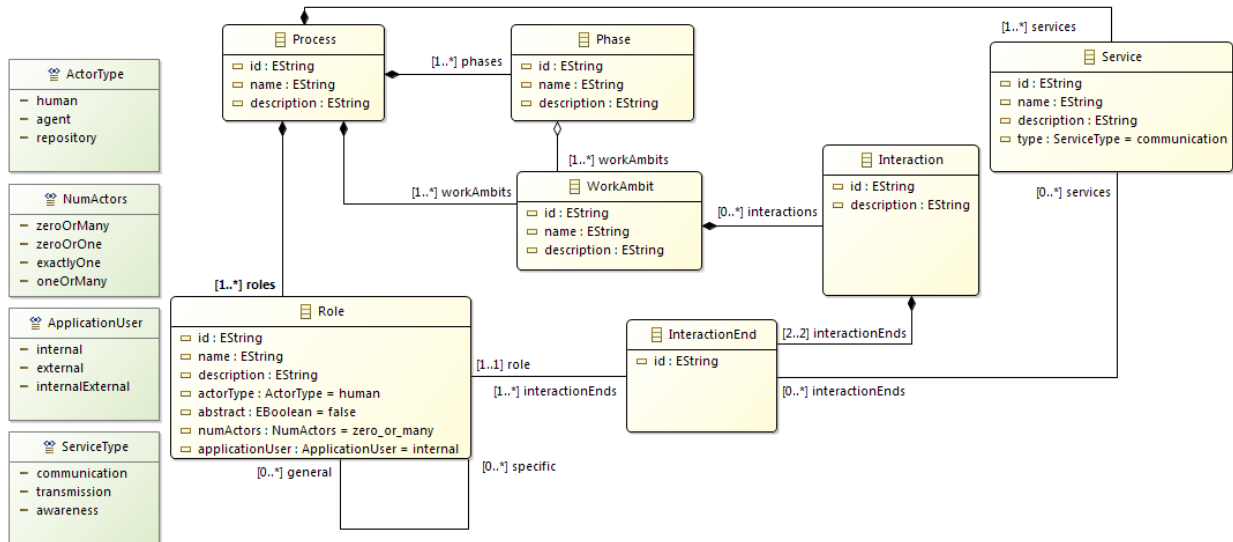 ActorType
human
agent
repository
NumActors
zeroOrMany
zeroOrOne
exactlyOne
oneOrMany
ApplicationUser
internal
external
internalExternal
ServiceType
communication
transmission
awareness
Process
id : EString
name : EString
description : EString
[1..*] phases
Phase
id : EString
name : EString
description : EString
[1..*] services
Service
id : EString
name : EString
description : EString
type : ServiceType = communication
[0..*] services
[1..*] workAmbits
[1..*] workAmbits
WorkAmbit
id : EString
name : EString
description : EString
[0..*] interactions
Interaction
id : EString
description : EString
[1..*] roles
Role
id : EString
name : EString
description : EString
actorType : ActorType = human
abstract : EBoolean = false
numActors : NumActors = zero_or_many
applicationUser : ApplicationUser = internal
[0..*] general
[0..*] specific
[1..1] role
[1..*] interactionEnds
InteractionEnd
id : EString
[2..2] interactionEnds
[0..*] interactionEnds